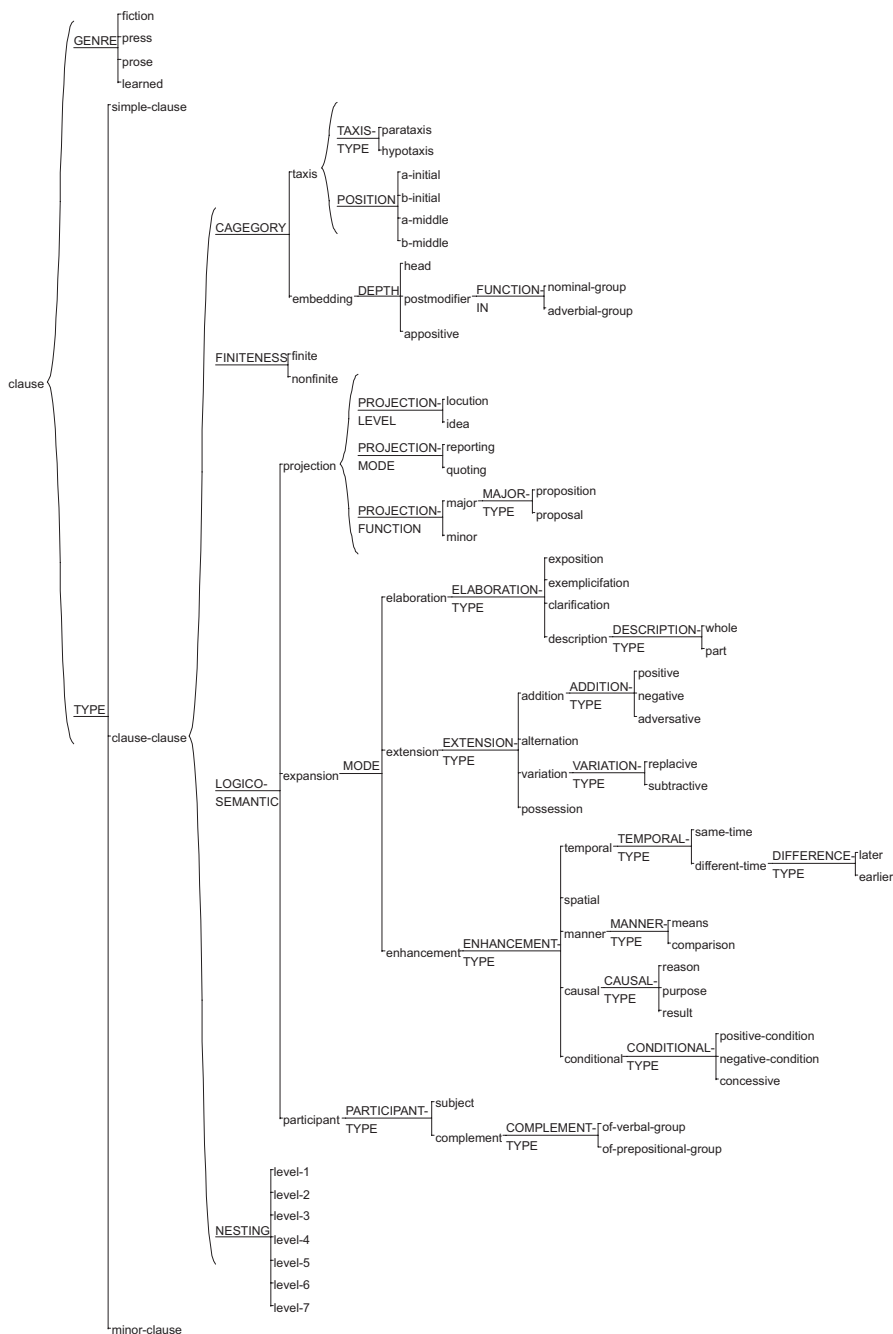 fiction
GENRE
press
prose
learned
simple-clause
TAXIS-
TYPE
parataxis
hypotaxis
taxis
a-initial
POSITION
b-initial
a-middle
b-middle
CAGEGORY
head
embedding
DEPTH
postmodifier
FUNCTION-
IN
nominal-group
adverbial-group
appositive
clause
FINITENESS
finite
nonfinite
PROJECTION-
LEVEL
locution
idea
projection
PROJECTION-
MODE
reporting
quoting
PROJECTION-
FUNCTION
major
MAJOR-
TYPE
proposition
proposal
minor
exposition
elaboration
ELABORATION-
TYPE
exemplicifation
clarification
description
DESCRIPTION-
TYPE
whole
part
TYPE
clause-clause
addition
ADDITION-
TYPE
positive
negative
adversative
LOGICO-
SEMANTIC
expansion
MODE
extension
EXTENSION-
TYPE
alternation
variation
VARIATION-
TYPE
replacive
subtractive
possession
temporal
TEMPORAL-
TYPE
same-time
different-time
DIFFERENCE-
TYPE
later
earlier
spatial
enhancement
ENHANCEMENT-
TYPE
manner
MANNER-
TYPE
means
comparison
causal
CAUSAL-
TYPE
reason
purpose
result
conditional
CONDITIONAL-
TYPE
positive-condition
negative-condition
concessive
participant
PARTICIPANT-
TYPE
subject
complement
COMPLEMENT-
TYPE
of-verbal-group
of-prepositional-group
NESTING
level-1
level-2
level-3
level-4
level-5
level-6
level-7
minor-clause